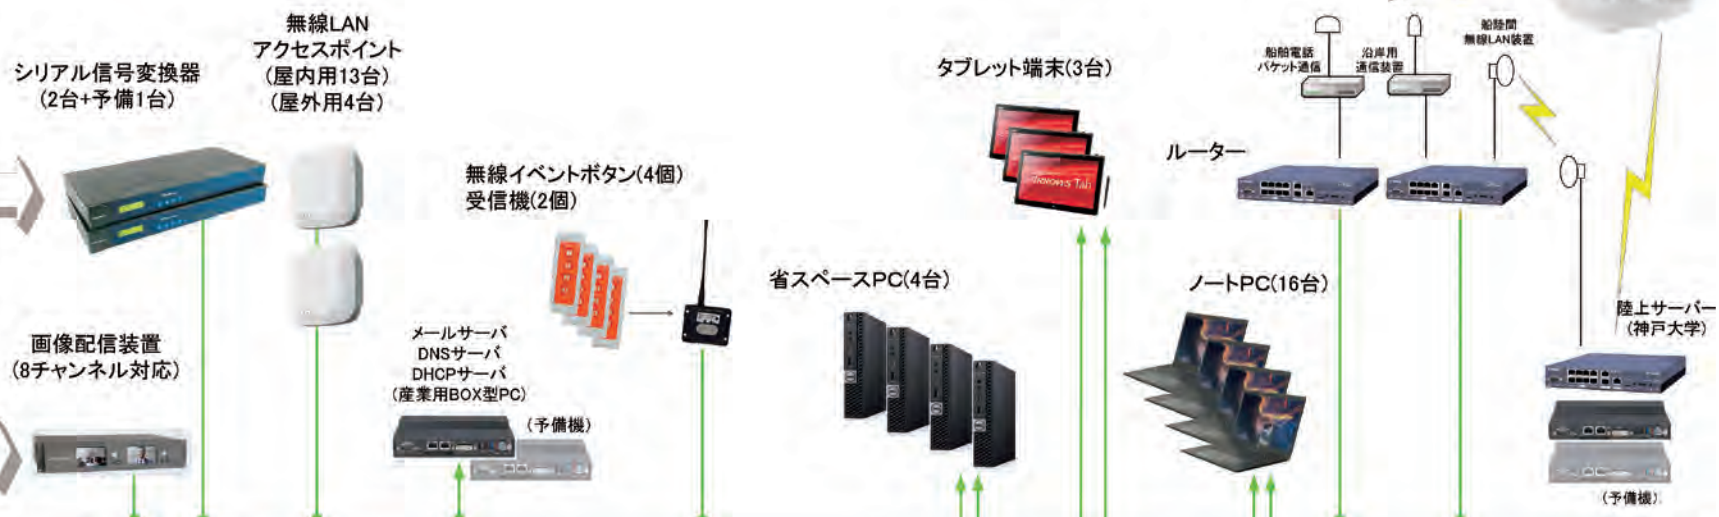 シリアル信号変換器
(2台+予備1台)
無線LAN
アクセスポイント
(屋内用13台)
(屋外用4台)
無線イベントボタン(4個)
受信機(2個)
タブレット端末(3台)
船舶電話
パケット通信
沿岸用
通信装置
船陸間
無線LAN装置
ルーター
省スペースPC(4台)
ノートPC(16台)
陸上サーバー
(神戸大学)
画像配信装置
(8チャンネル対応)
メールサーバ
DNSサーバ
DHCPサーバ
(産業用BOX型PC)
(予備機)
(予備機)